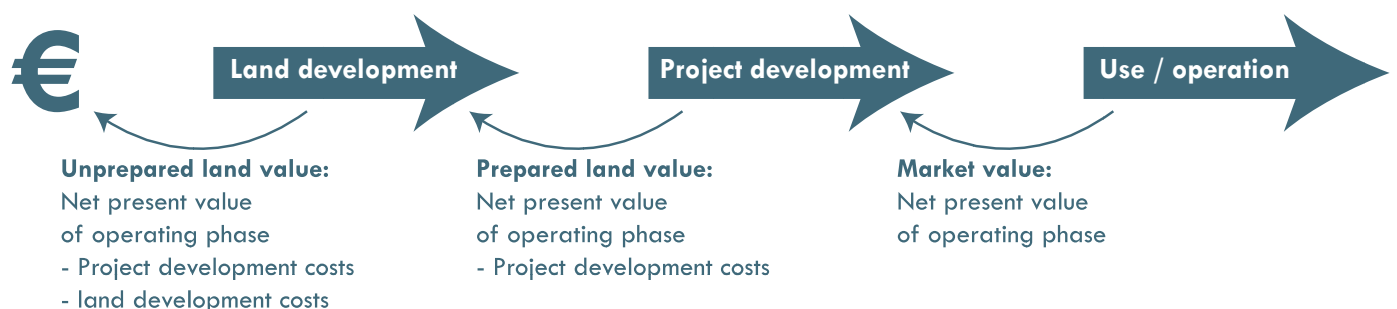 €
Land development
Project development
Use / operation
Unprepared land value:
Net present value
of operating phase
- Project development costs
- land development costs
Prepared land value:
Net present value
of operating phase
- Project development costs
Market value:
Net present value
of operating phase